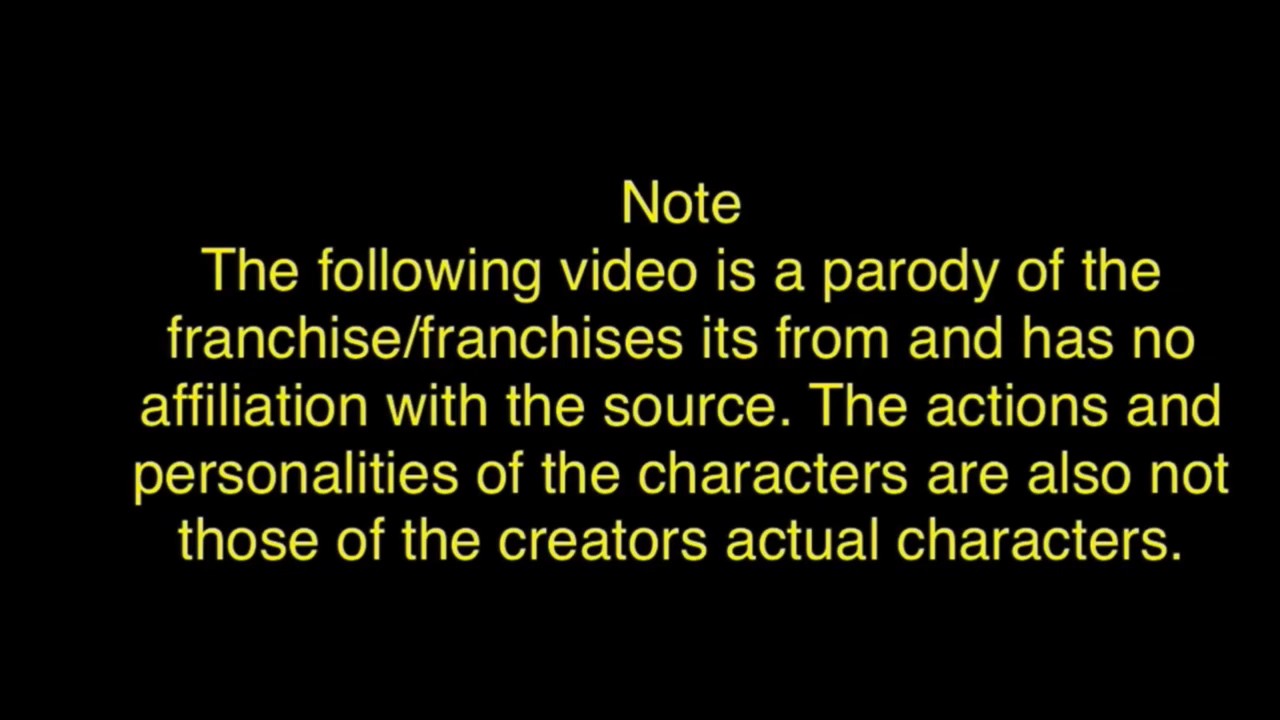 Note
The following video is a parody of the
franchise/franchises its from and has no
affiliation with the source. The actions and
personalities of the characters are also not
those of the creators actual characters.